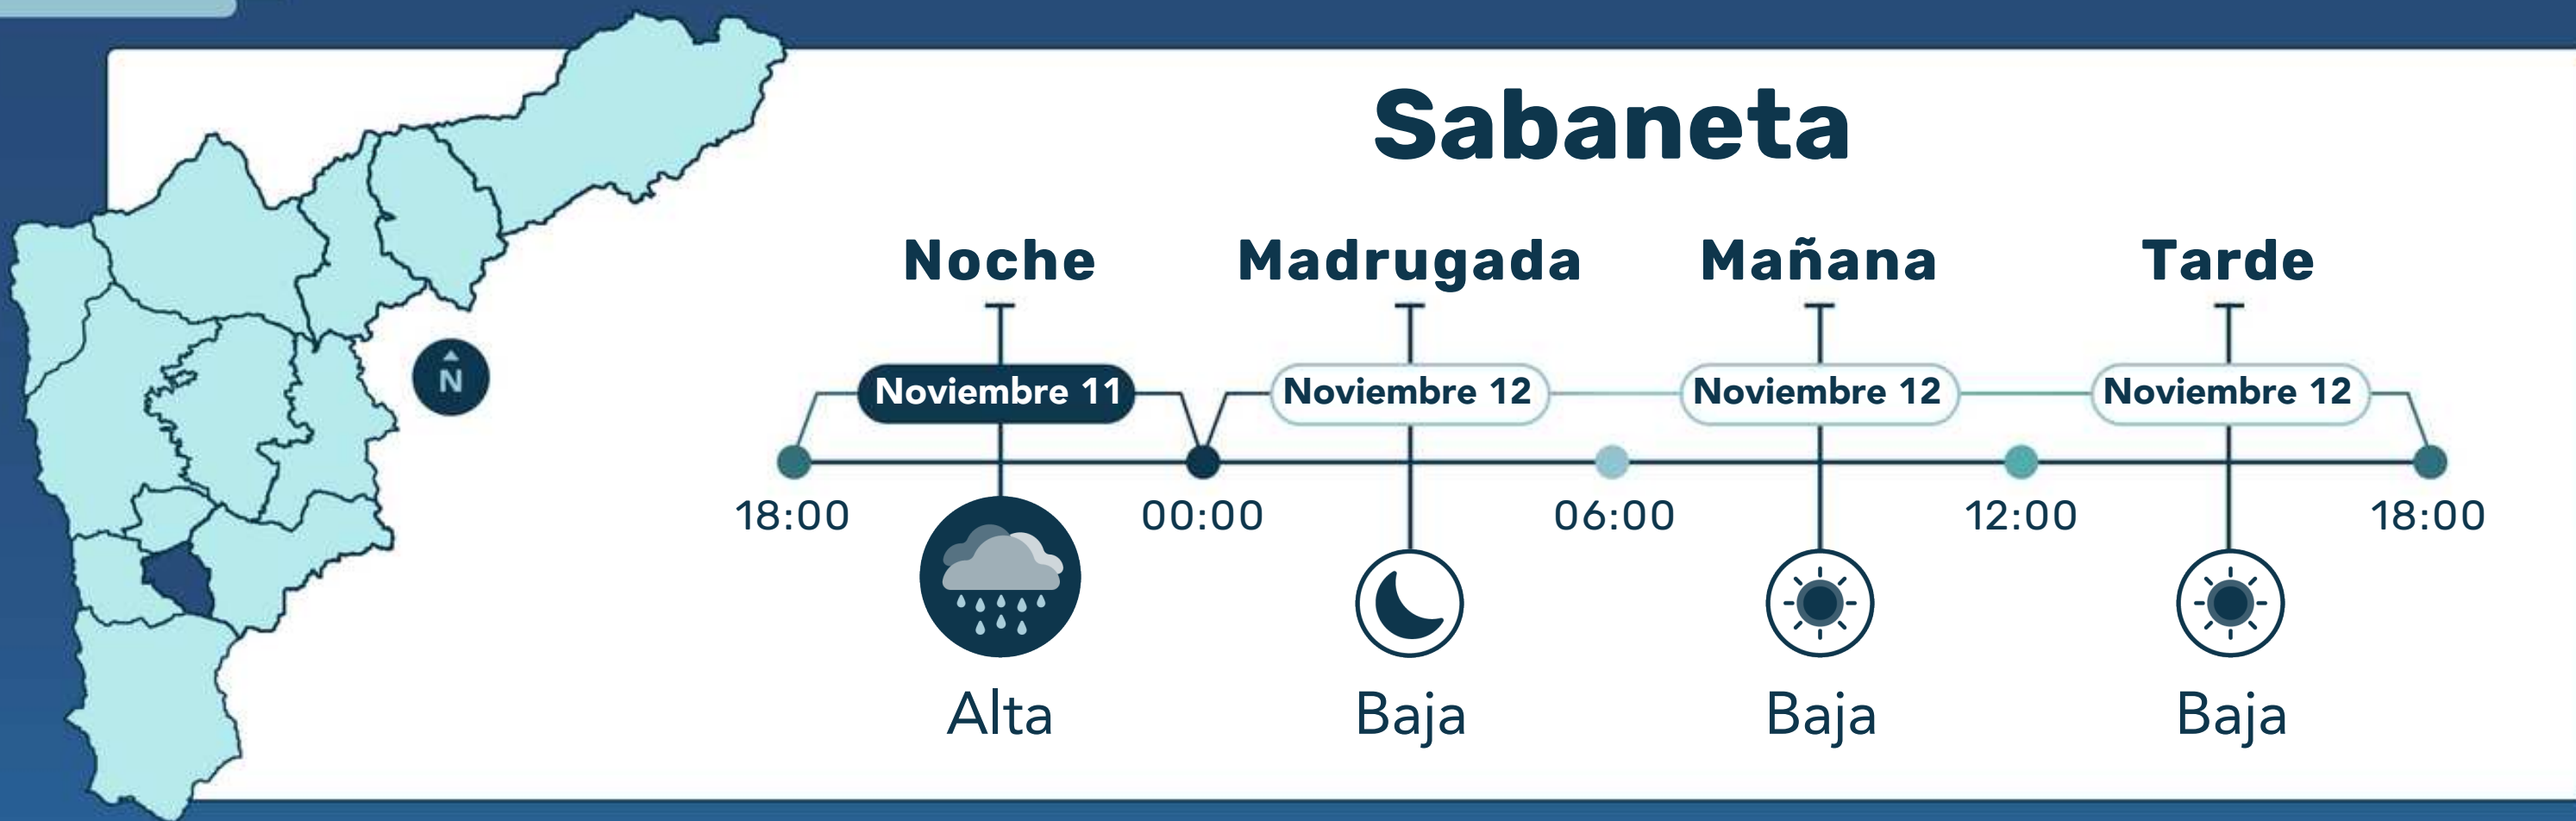 Sabaneta
Noche Madrugada Mañana Tarde
N
Noviembre 11 Noviembre 12 Noviembre 12 Noviembre 12
18:00 00:00 06:00 12:00 18:00
Alta Baja Baja Baja